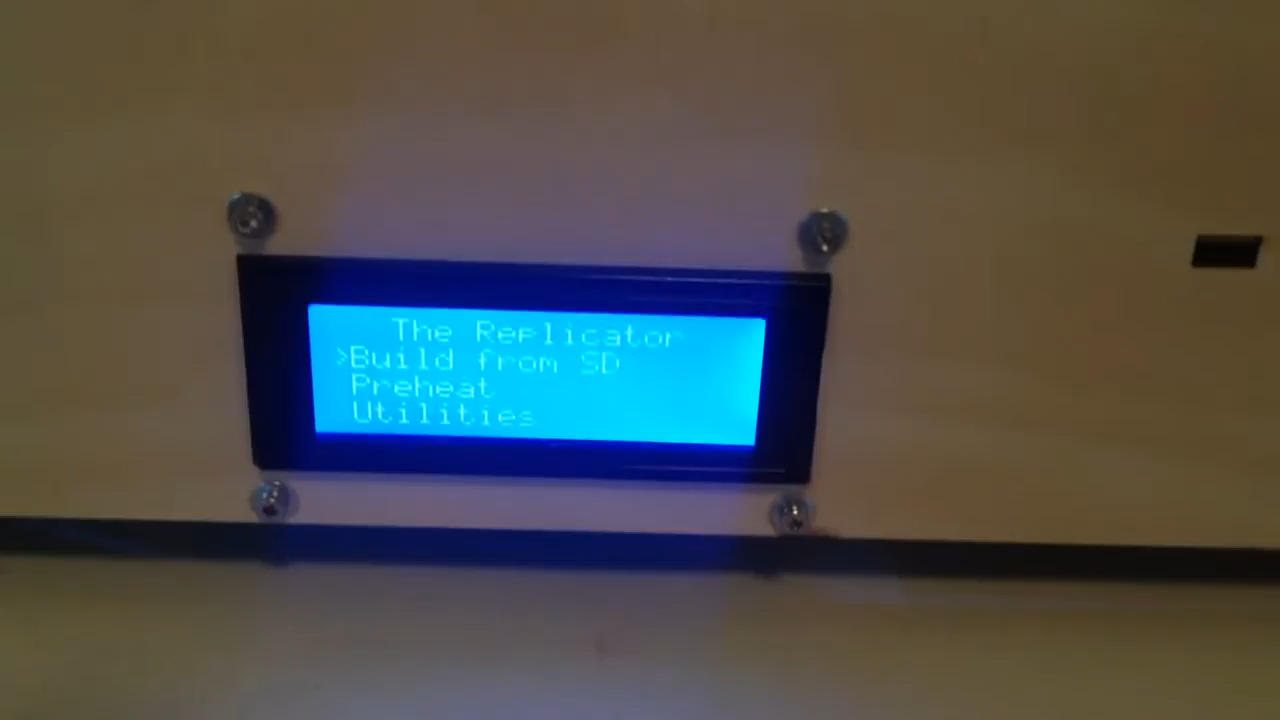 The Replicator
>Build from SD
Preheat
Utilities